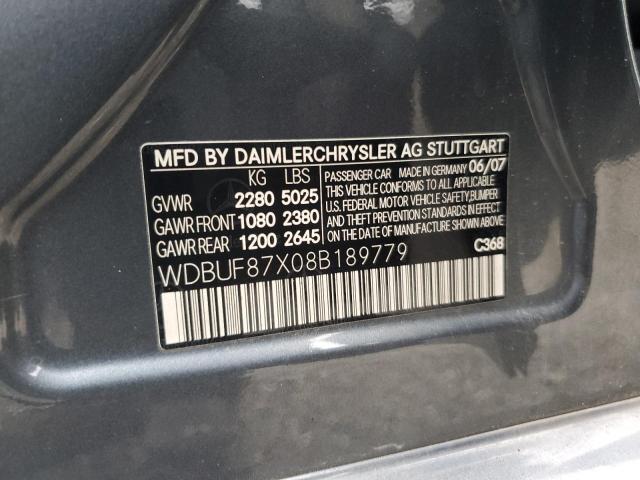 MFD BY DAIMLERCHRYSLER AG STUTTGART
KG LBS
GVWR 2280 5025
GAWR FRONT 1080 2380
GAWR REAR 1200 2645
PASSENGER CAR MADE IN GERMANY 06/07
THIS VEHICLE CONFORMS TO ALL APPLICABLE
U.S. FEDERAL MOTOR VEHICLE SAFETY,BUMPER
AND THEFT PREVENTION STANDARDS IN EFFECT
ON THE DATE OF MANUFACTURE SHOWN ABOVE
C368
WDBUF87X08B189779